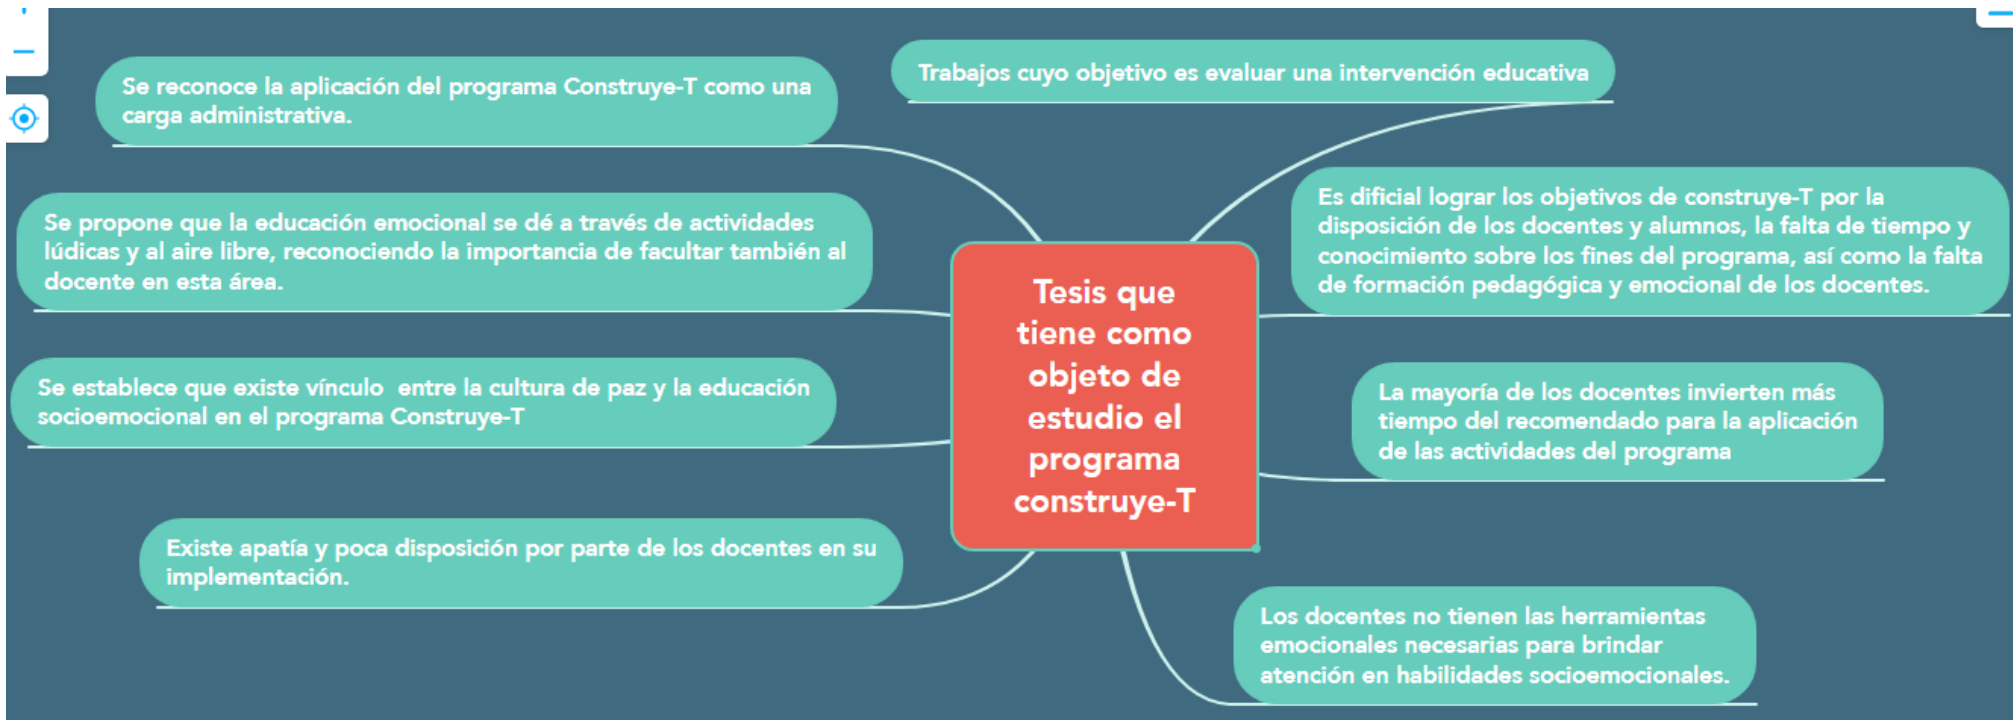 Se reconoce la aplicación del programa Construye-T como una
carga administrativa.
Se propone que la educación emocional se dé a través de actividades
lúdicas y al aire libre, reconociendo la importancia de facultar también al
docente en esta área.
Se establece que existe vínculo  entre la cultura de paz y la educación
socioemocional en el programa Construye-T
Existe apatía y poca disposición por parte de los docentes en su
implementación.
Tesis que
tiene como
objeto de
estudio el
programa
construye-T
Trabajos cuyo objetivo es evaluar una intervención educativa
Es dificial lograr los objetivos de construye-T por la
disposición de los docentes y alumnos, la falta de tiempo y
conocimiento sobre los fines del programa, así como la falta
de formación pedagógica y emocional de los docentes.
La mayoría de los docentes invierten más
tiempo del recomendado para la aplicación
de las actividades del programa
Los docentes no tienen las herramientas
emocionales necesarias para brindar
atención en habilidades socioemocionales.